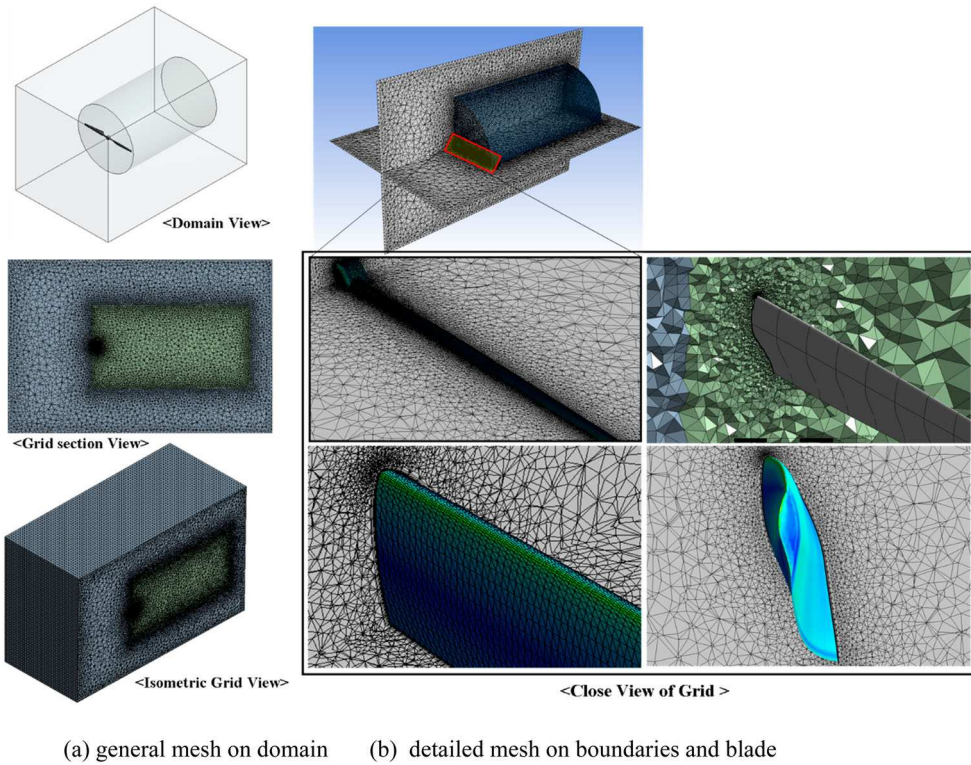 <Domain View>
<Grid section View>
<Isometric Grid View>
<Close View of Grid >
(a) general mesh on domain (b) detailed mesh on boundaries and blade